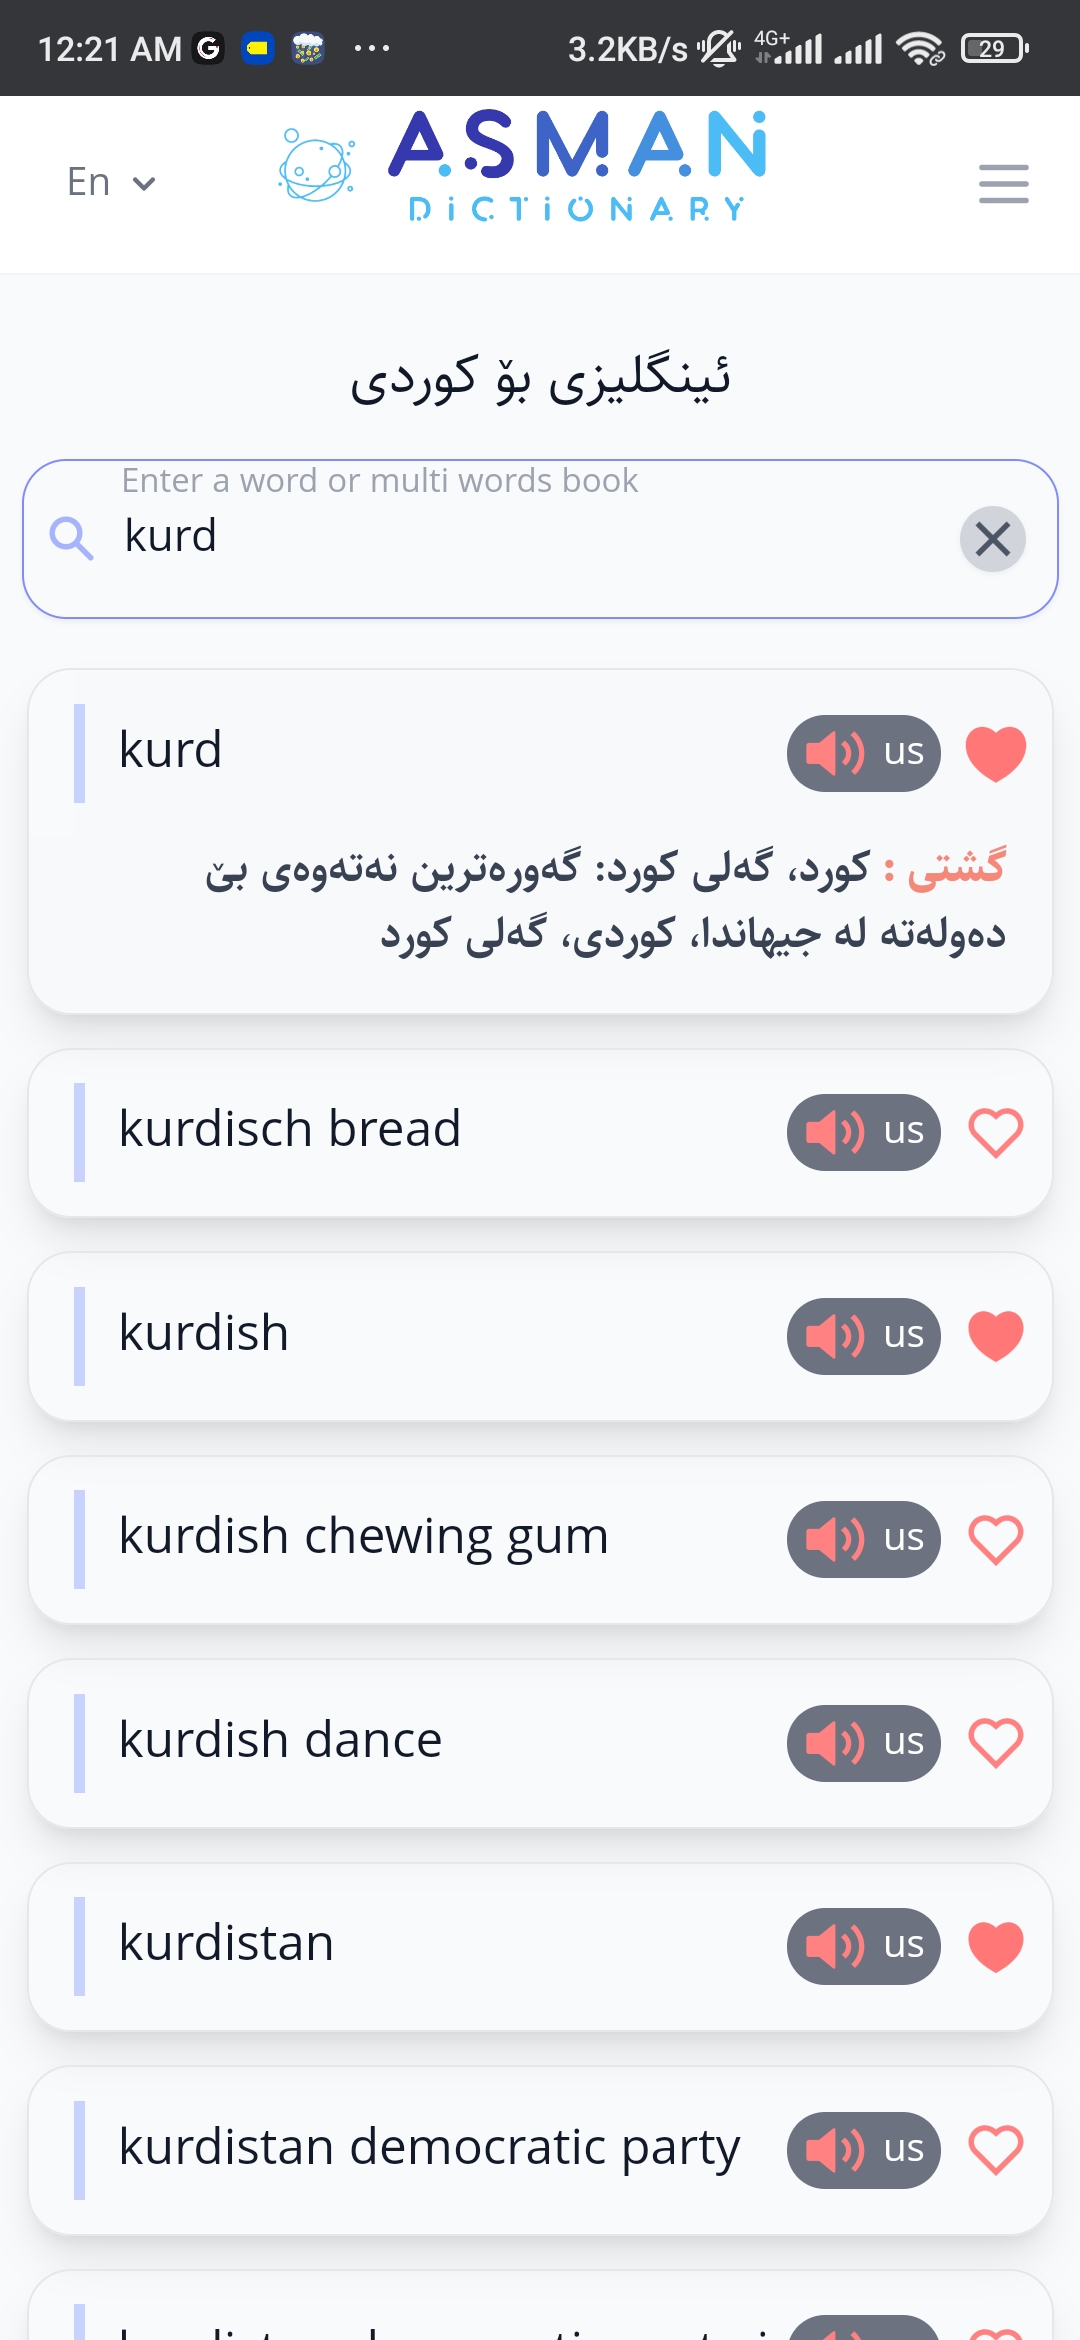 12:21 AM G ... 3.2KB/s 4G+ 29
En
ASMAN
DICTIONARY
ئینگلیزی بۆ کوردی
Enter a word or multi words book
kurd
kurd us
گشتی : کورد، گەلی کورد: گەورەترین نەتەوەی بێ
دەولەتە لە جیهاندا، کوردی، گەلی کورد
kurdisch bread us
kurdish us
kurdish chewing gum us
kurdish dance us
kurdistan us
kurdistan democratic party us